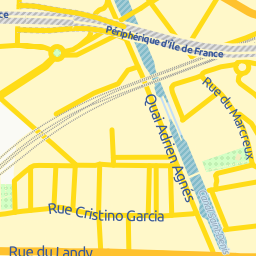 Périphérique d'Île de France
Rue du Marcreux
Quai Adrien Agnès
Rue Cristino Garcia
Rue du Landy